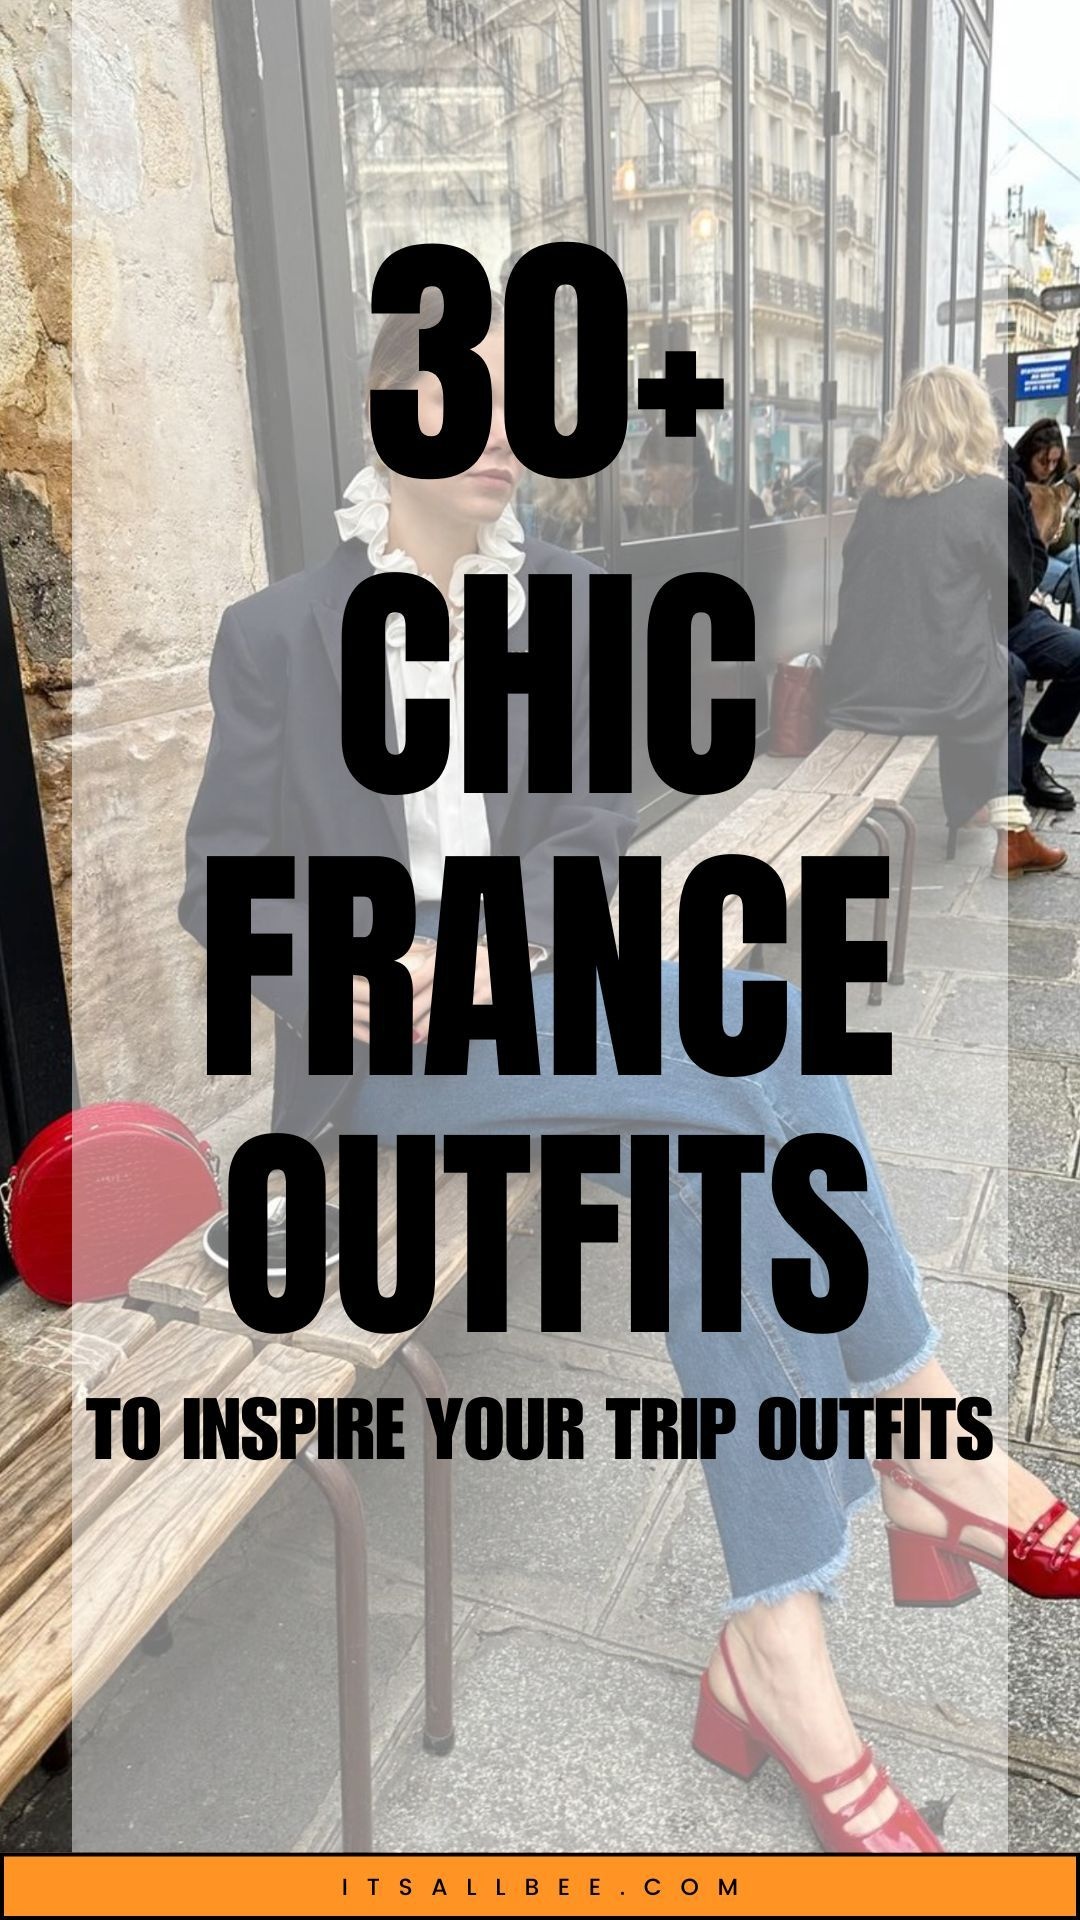 30+
CHIC
FRANCE
OUTFITS
TO INSPIRE YOUR TRIP OUTFITS
ITSALLBEE.COM